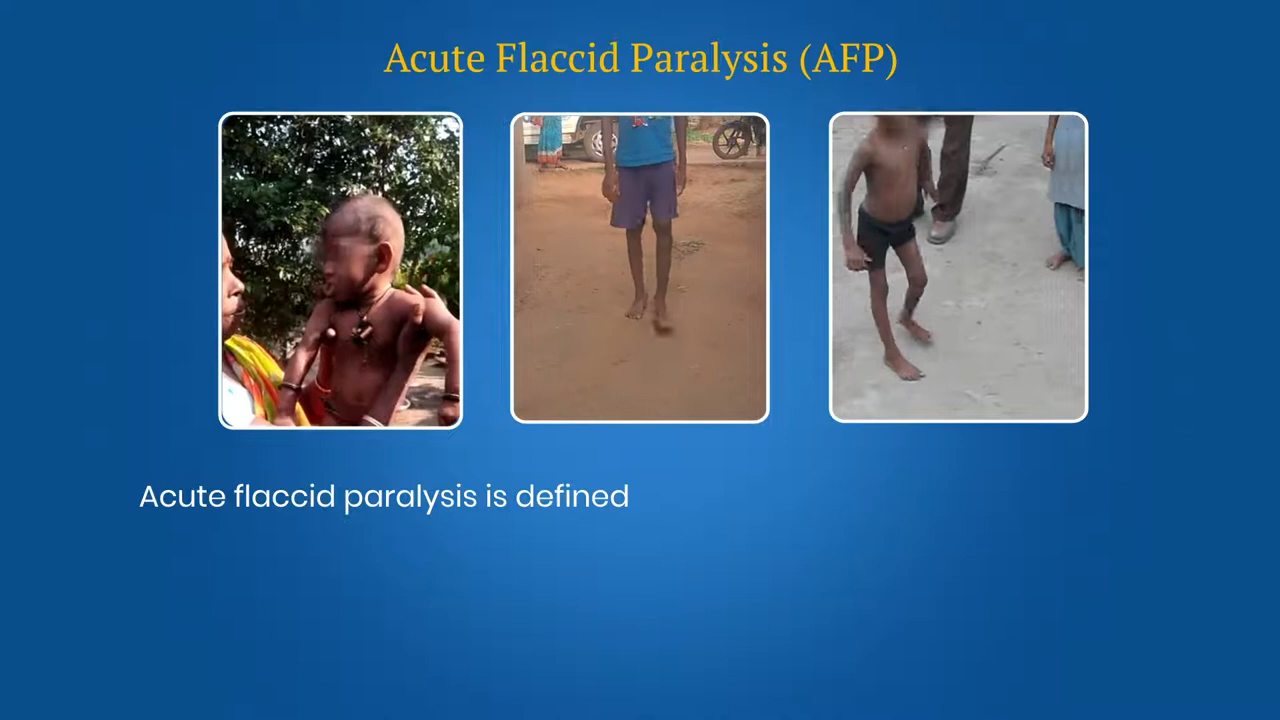 Acute Flaccid Paralysis (AFP)
Acute flaccid paralysis is defined